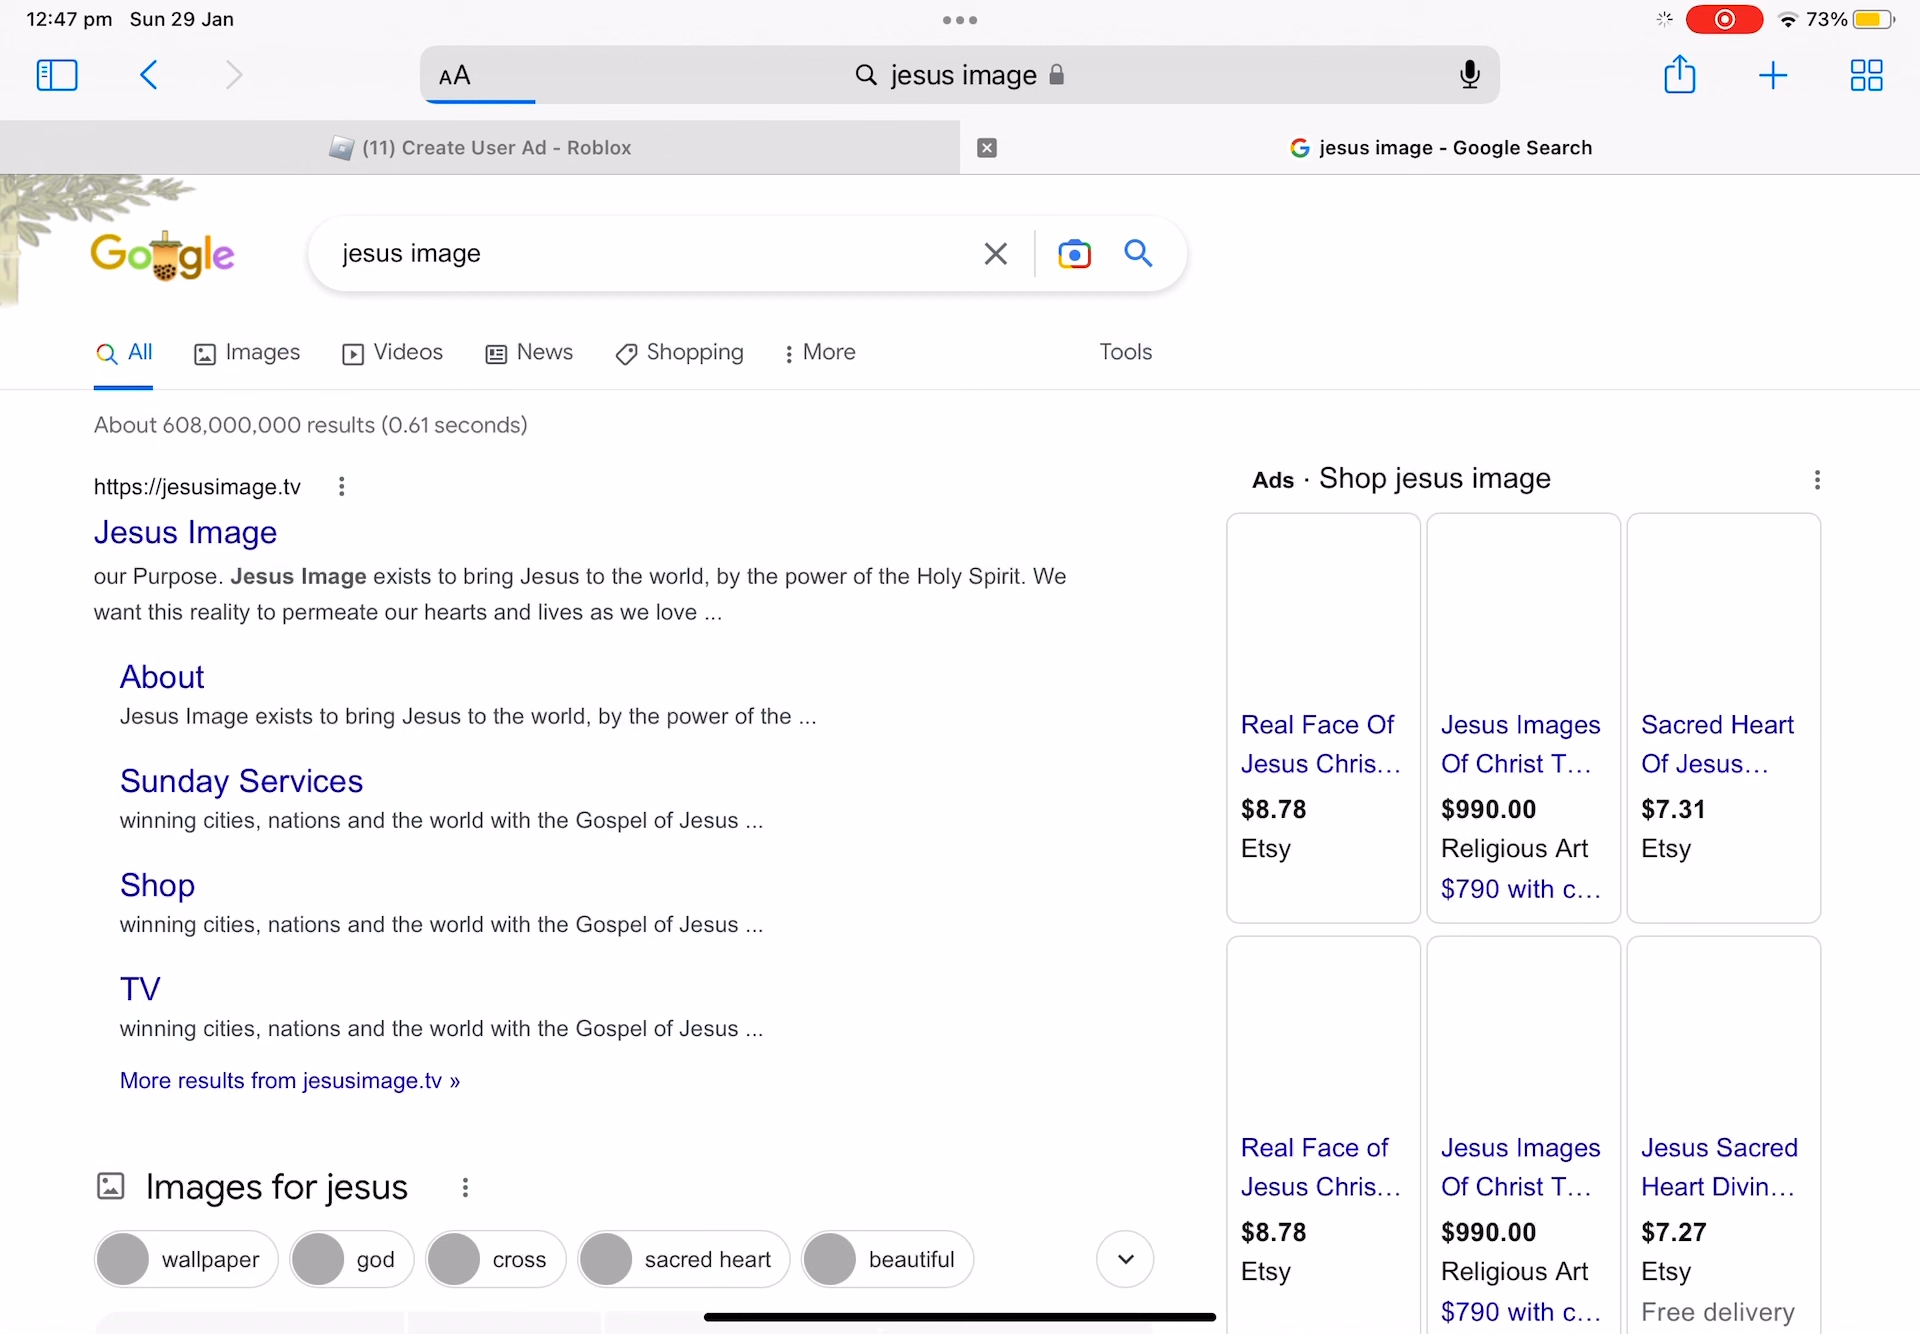 12:47 pm Sun 29 Jan
73%
AA
jesus image
(11) Create User Ad - Roblox
jesus image - Google Search
Google
jesus image
All
Images
Videos
News
Shopping
More
Tools
About 608,000,000 results (0.61 seconds)
https://jesusimage.tv
Jesus Image
our Purpose. Jesus Image exists to bring Jesus to the world, by the power of the Holy Spirit. We
want this reality to permeate our hearts and lives as we love ...
About
Jesus Image exists to bring Jesus to the world, by the power of the ...
Sunday Services
winning cities, nations and the world with the Gospel of Jesus ...
Shop
winning cities, nations and the world with the Gospel of Jesus ...
TV
winning cities, nations and the world with the Gospel of Jesus ...
More results from jesusimage.tv »
Images for jesus
wallpaper
god
cross
sacred heart
beautiful
Ads · Shop jesus image
Real Face Of
Jesus Chris...
$8.78
Etsy
Jesus Images
Of Christ T...
$990.00
Religious Art
$790 with c...
Sacred Heart
Of Jesus...
$7.31
Etsy
Real Face of
Jesus Chris...
$8.78
Etsy
Jesus Images
Of Christ T...
$990.00
Religious Art
$790 with c...
Jesus Sacred
Heart Divin...
$7.27
Etsy
Free delivery